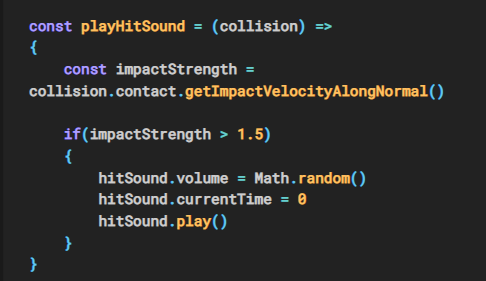 const playHitSound = (collision) =>
{
    const impactStrength =
collision.contact.getImpactVelocityAlongNormal()

    if(impactStrength > 1.5)
    {
        hitSound.volume = Math.random()
        hitSound.currentTime = 0
        hitSound.play()
    }
}